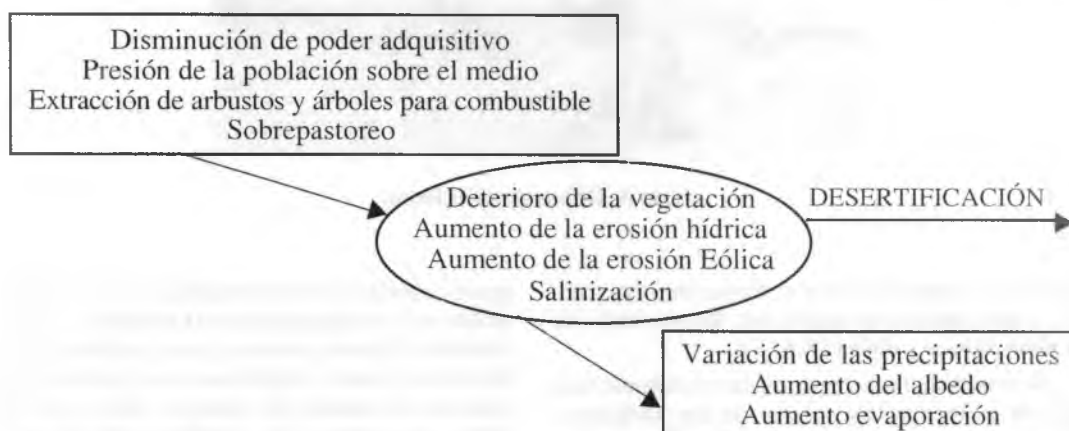 Disminución de poder adquisitivo
Presión de la población sobre el medio
Extracción de arbustos y árboles para combustible
Sobrepastoreo
Deterioro de la vegetación
Aumento de la erosión hídrica
Aumento de la erosión Eólica
Salinización
DESERTIFICACIÓN
Variación de las precipitaciones
Aumento del albedo
Aumento evaporación